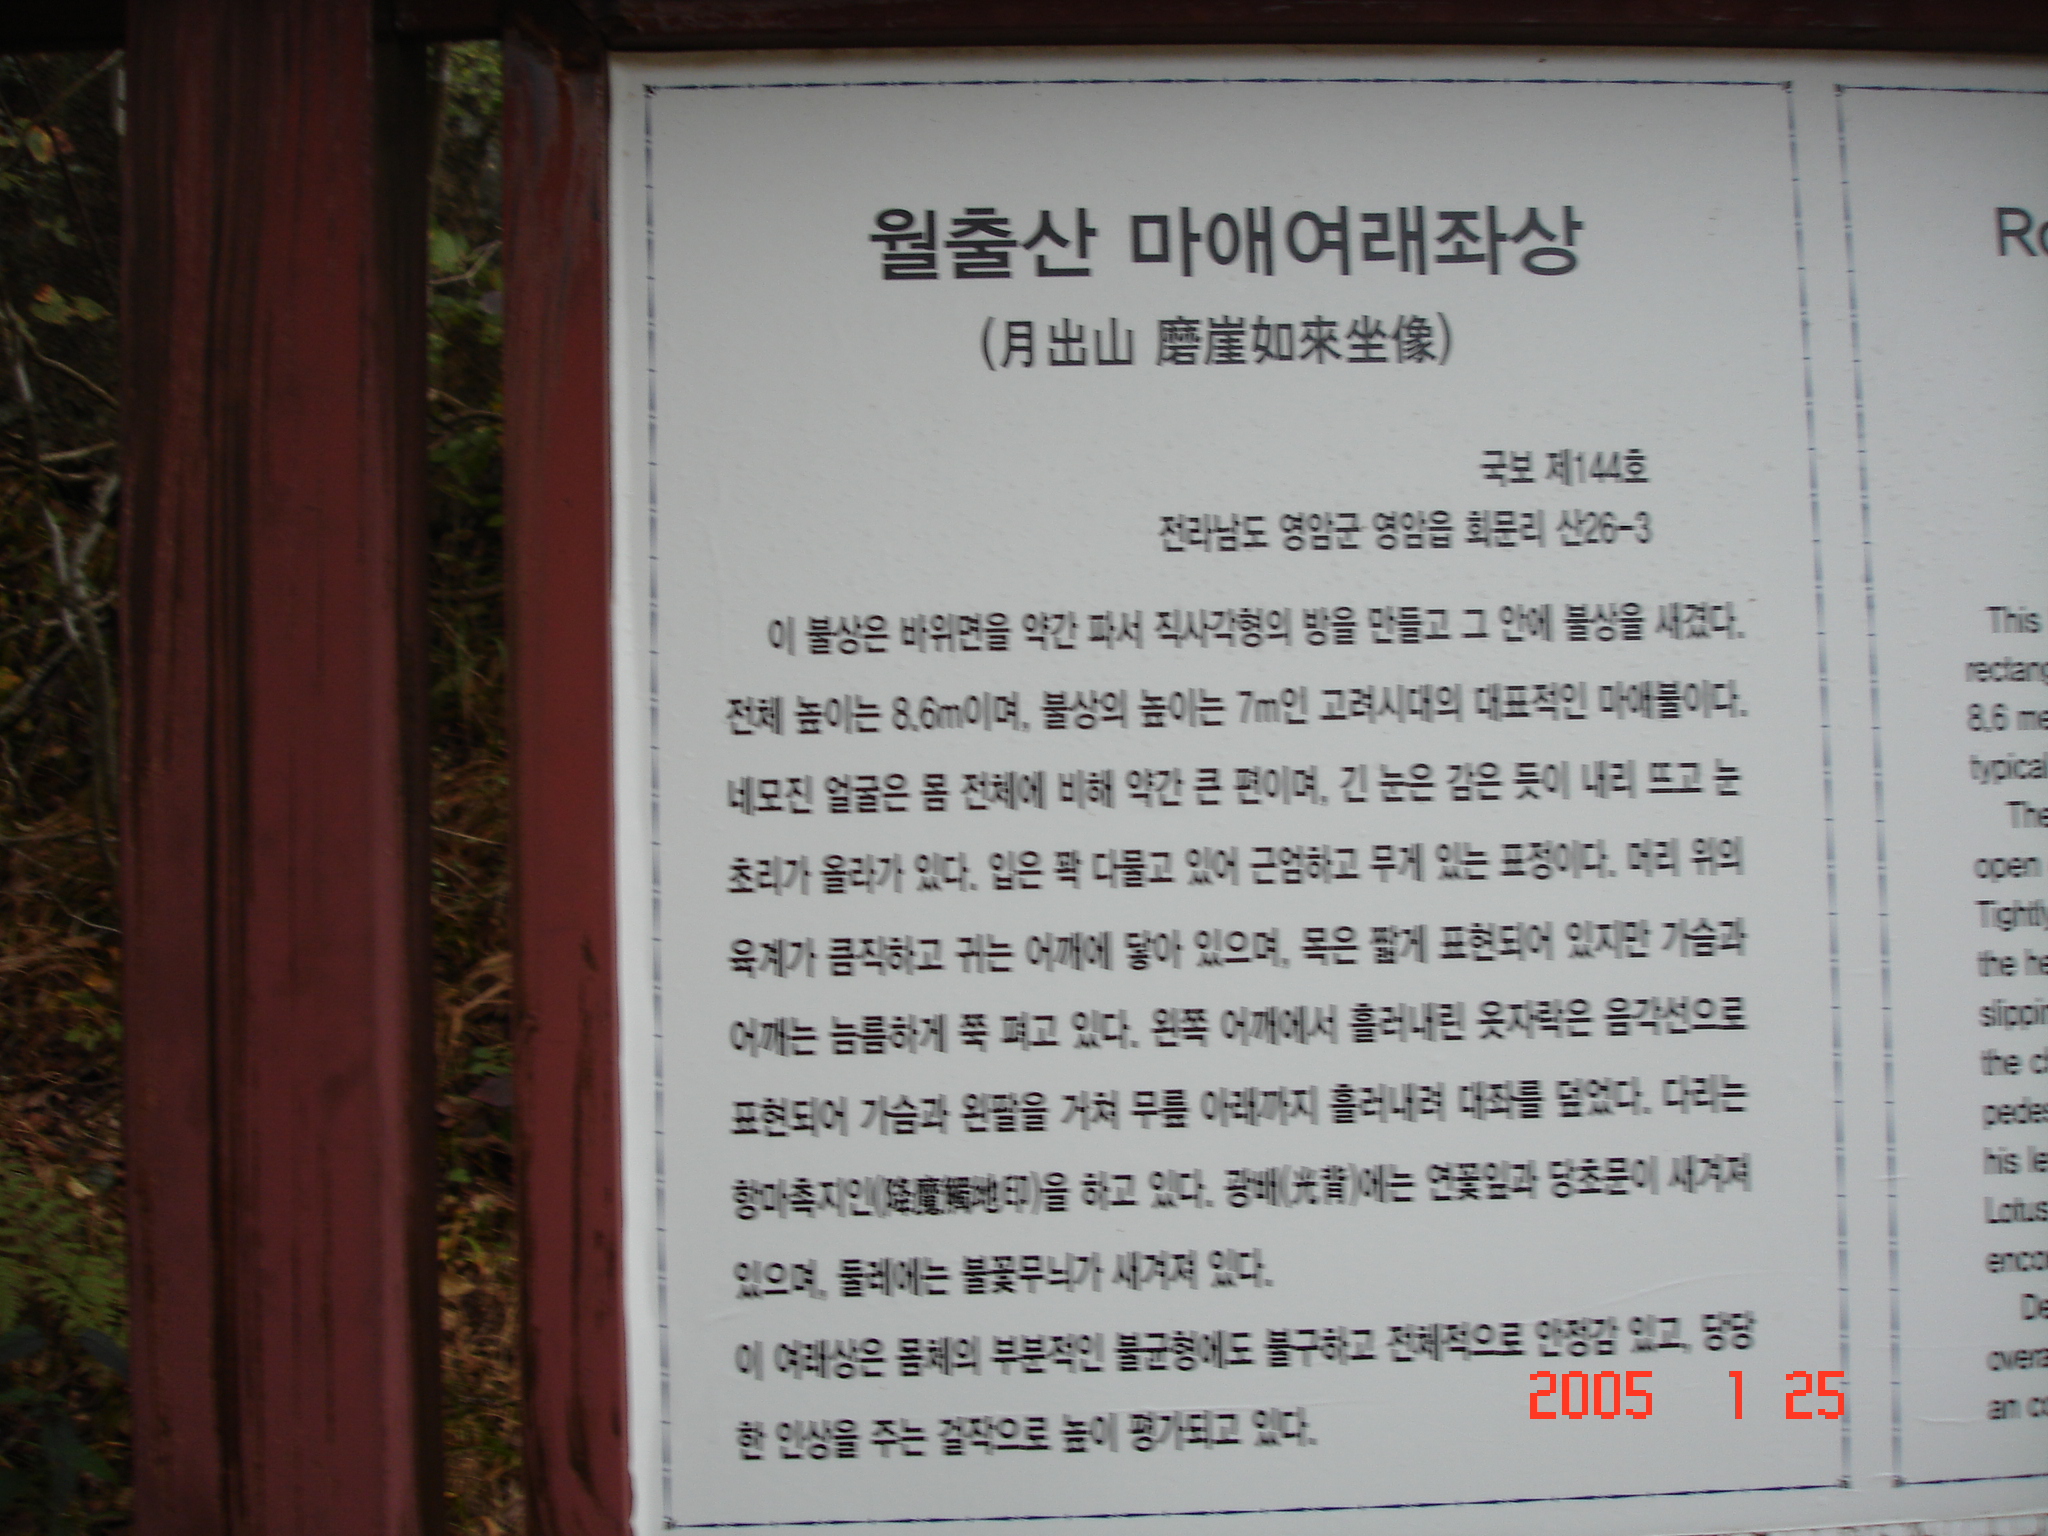 월출산 마애여래좌상
(月出山 磨崖如來坐像)
국보 제144호
전라남도 영암군 영암읍 회문리 산26-3
이 불상은 바위면을 약간 파서 직사각형의 방을 만들고 그 안에 불상을 새겼다.
전체 높이는 8.6m이며, 불상의 높이는 7m인 고려시대의 대표적인 마애불이다.
네모진 얼굴은 몸 전체에 비해 약간 큰 편이며, 긴 눈은 감은 듯이 내리 뜨고 눈
초리가 올라가 있다. 입은 꽉 다물고 있어 근엄하고 무게 있는 표정이다. 머리 위의
육계가 큼직하고 귀는 어깨에 닿아 있으며, 목은 짧게 표현되어 있지만 가슴과
어깨는 늠름하게 쭉 펴고 있다. 왼쪽 어깨에서 흘러내린 옷자락은 음각선으로
표현되어 가슴과 왼팔을 거쳐 무릎 아래까지 흘러내려 대좌를 덮었다. 다리는
항마촉지인(降魔觸地印)을 하고 있다. 광배(光背)에는 연꽃잎과 당초문이 새겨져
있으며, 둘레에는 불꽃무늬가 새겨져 있다.
이 여래상은 몸체의 부분적인 불균형에도 불구하고 전체적으로 안정감 있고, 당당
한 인상을 주는 걸작으로 높이 평가되고 있다.
This
8.6
typical
The
open
the
the
his
an
2005 1 25